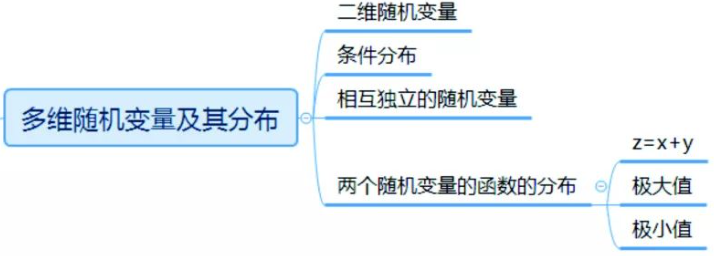 多维随机变量及其分布
二维随机变量
条件分布
相互独立的随机变量
两个随机变量的函数的分布
z=x+y
极大值
极小值